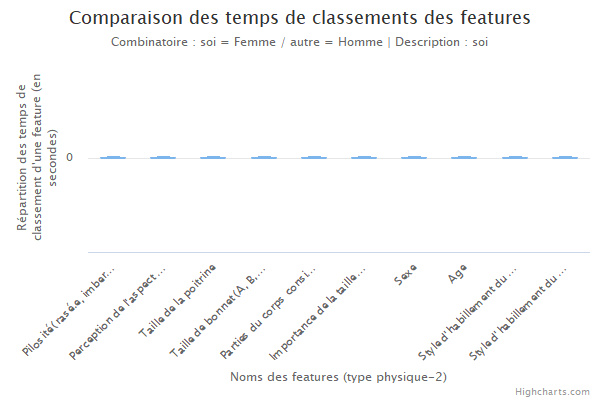 Comparaison des temps de classements des features
Combinatoire : soi = Femme / autre = Homme | Description : soi
Répartition des temps de
classement d'une feature (en
secondes)
0
Pilosité(rasée, imber...
Perception de l'aspect...
Taille de la poitrine
Taille de bonnet(A, B,...
Parties du corps consi...
Importance de la taille...
Sexe
Age
Style d'habillement du ...
Style d'habillement du ...
Noms des features (type physique-2)
Highcharts.com